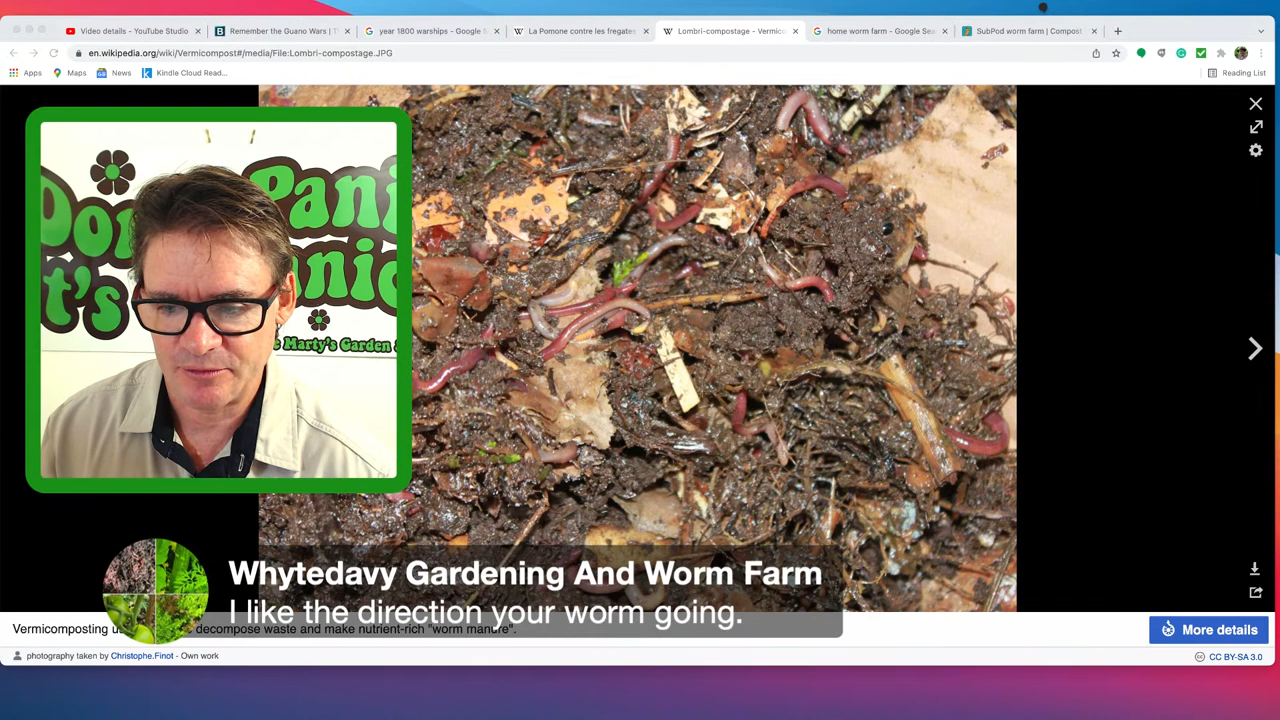 Video details - YouTube Studio
Remember the Guano Wars | T
year 1800 warships - Google S
La Pomone contre les fregates
Lombri-compostage - Vermic
home worm farm - Google Sea
SubPod worm farm | Compost
en.wikipedia.org/wiki/Vermicompost#/media/File:Lombri-compostage.JPG
Apps
Maps
News
Kindle Cloud Read...
Reading List
Pani
anic
t's
Marty's Garden
Whytedavy Gardening And Worm Farm
I like the direction your worm going.
Vermicomposting decompose waste and make nutrient-rich "worm manure".
More details
photography taken by Christophe.Finot - Own work
CC BY-SA 3.0